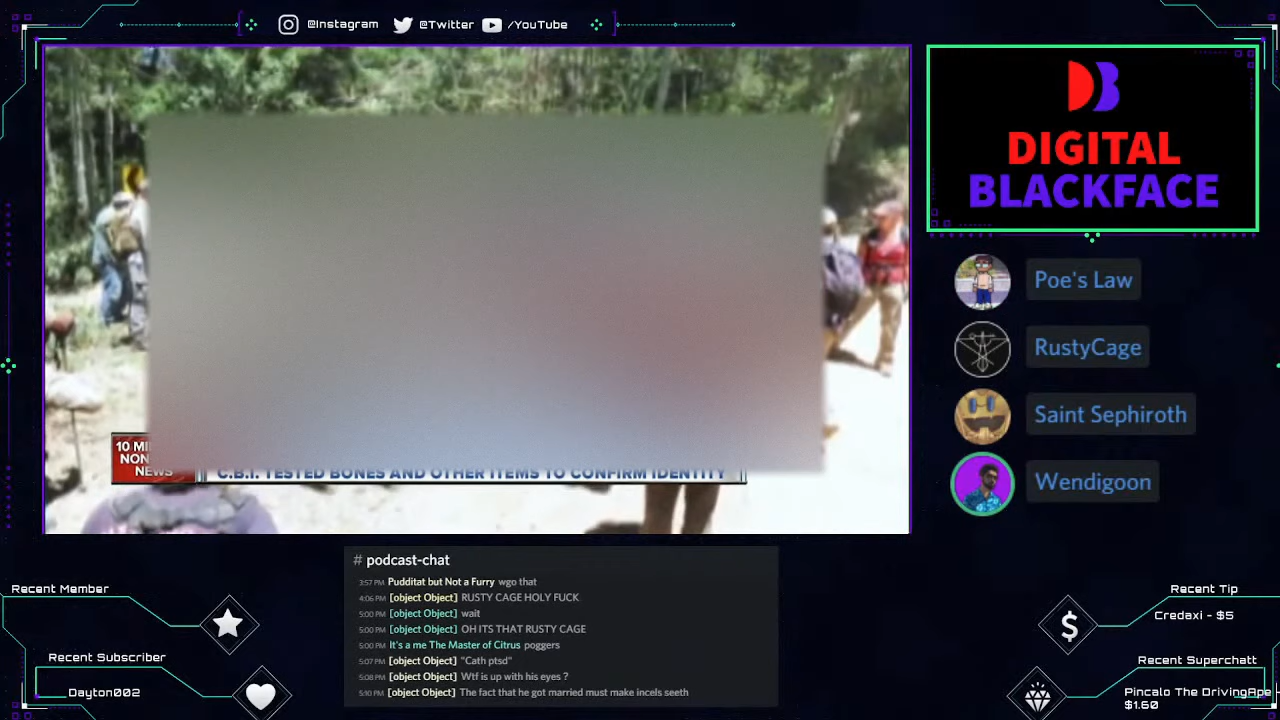 @Instagram @Twitter /YouTube
DB
DIGITAL
BLACKFACE
Poe's Law
RustyCage
Saint Sephiroth
Wendigoon
10 MI
NON
NEWS
C.B.I. TESTED BONES AND OTHER ITEMS TO CONFIRM IDENTITY
# podcast-chat
3:57 PM Pudditat but Not a Furry wgo that
4:06 PM [object Object] RUSTY CAGE HOLY FUCK
5:00 PM [object Object] wait
5:00 PM [object Object] OH ITS THAT RUSTY CAGE
5:00 PM It's a me The Master of Citrus poggers
5:07 PM [object Object] "Cath ptsd"
5:08 PM [object Object] Wtf is up with his eyes ?
5:10 PM [object Object] The fact that he got married must make incels seeth
Recent Member
Recent Subscriber
Dayton002
Recent Tip
$
Credaxi - $5
Recent Superchatt
Pincalo The DrivingApe -
$1.60